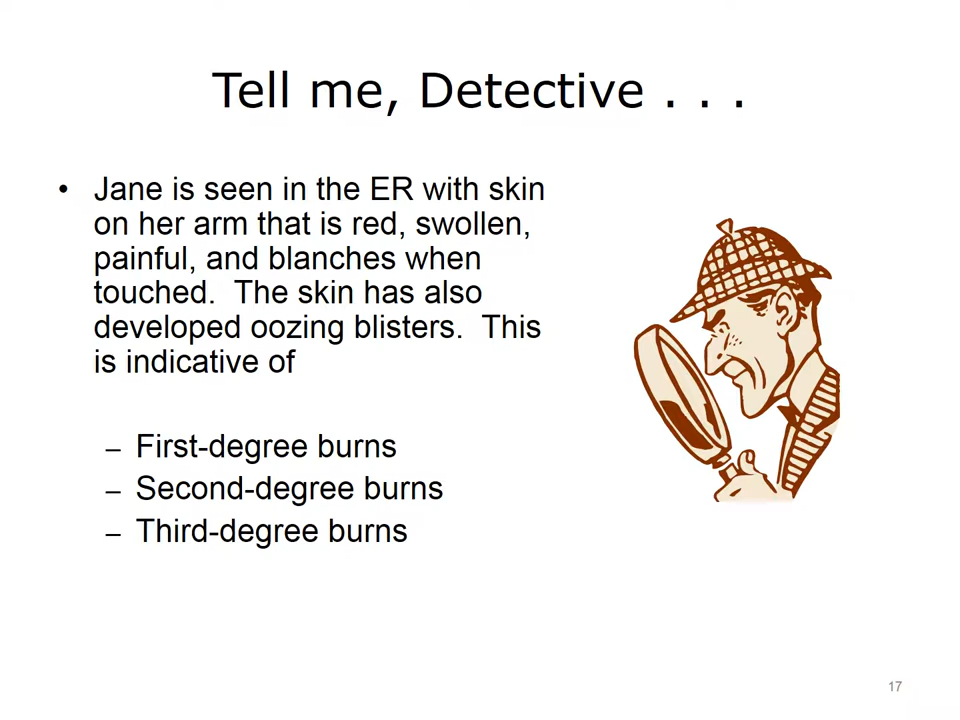 Tell me, Detective . . .
• Jane is seen in the ER with skin
on her arm that is red, swollen,
painful, and blanches when
touched.  The skin has also
developed oozing blisters.  This
is indicative of
– First-degree burns
– Second-degree burns
– Third-degree burns
17